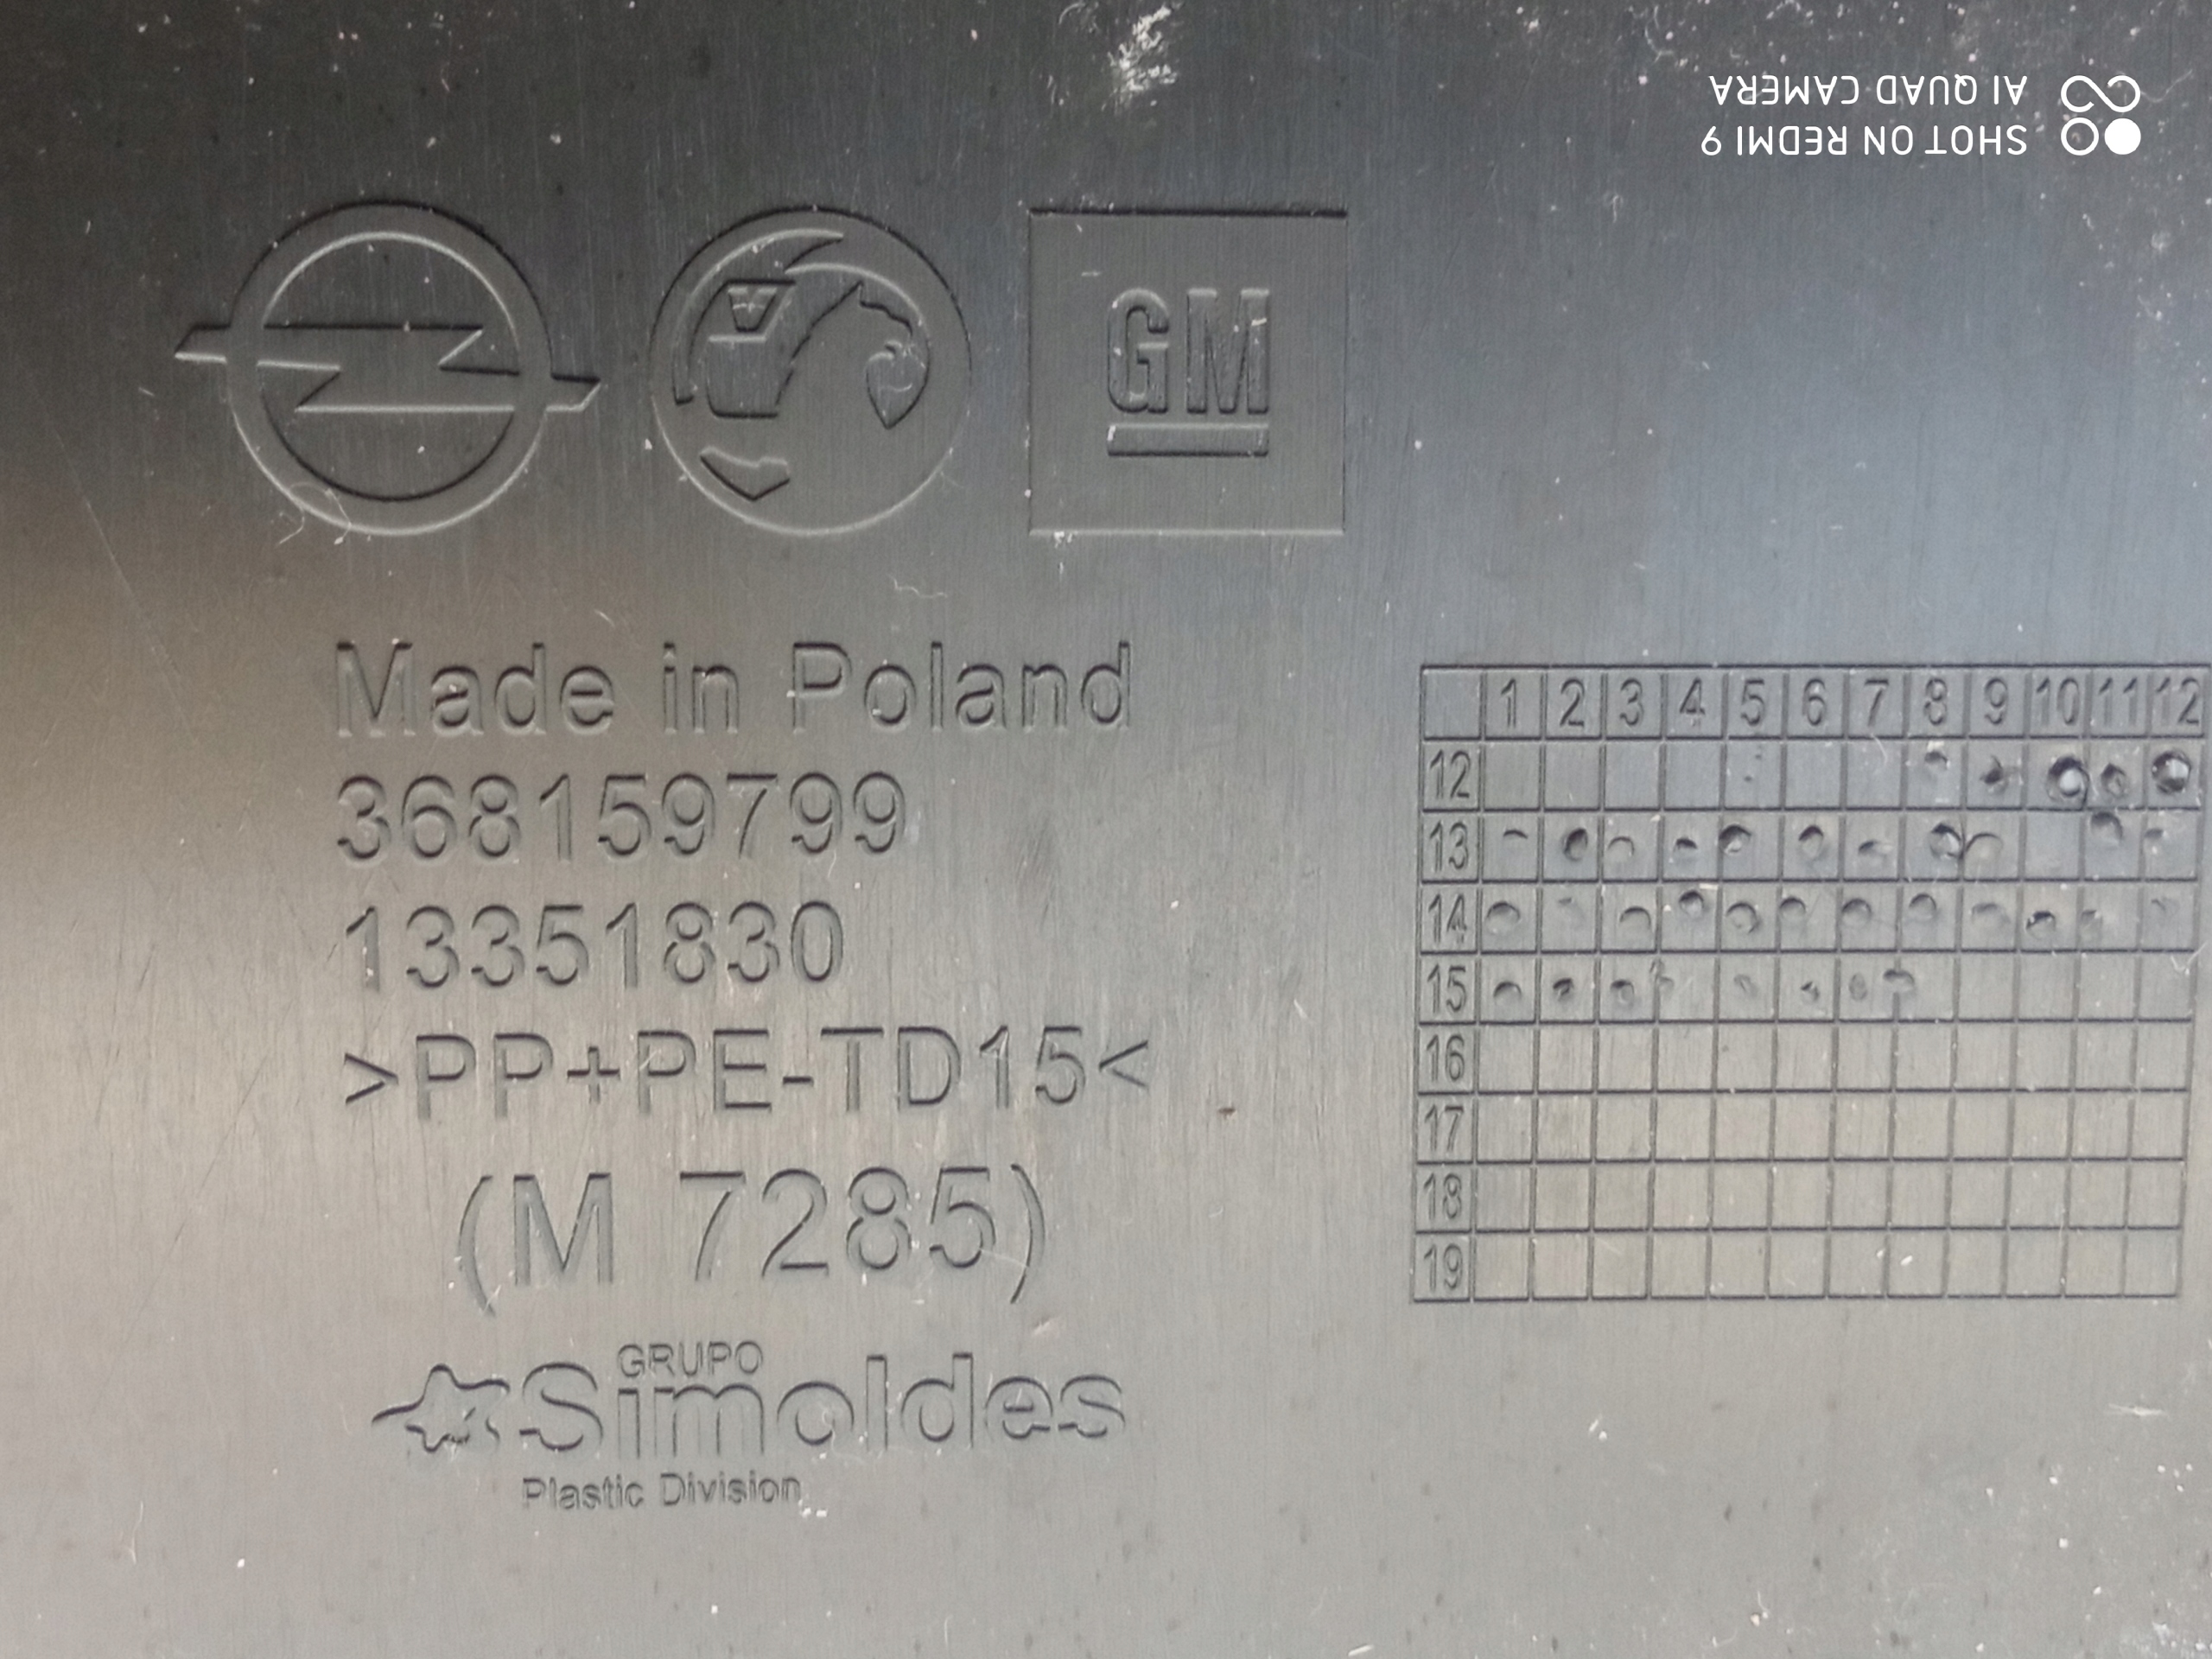 SHOT ON REDMI 9
AI QUAD CAMERA
V
GM
Made in Poland
368159799
13351830
>PP+PE-TD15<
(M 7285)
GRUPO
Simoldes
Plastic Division
1 2 3 4 5 6 7 8 9 10 11 12
12
13
14
15
16
17
18
19